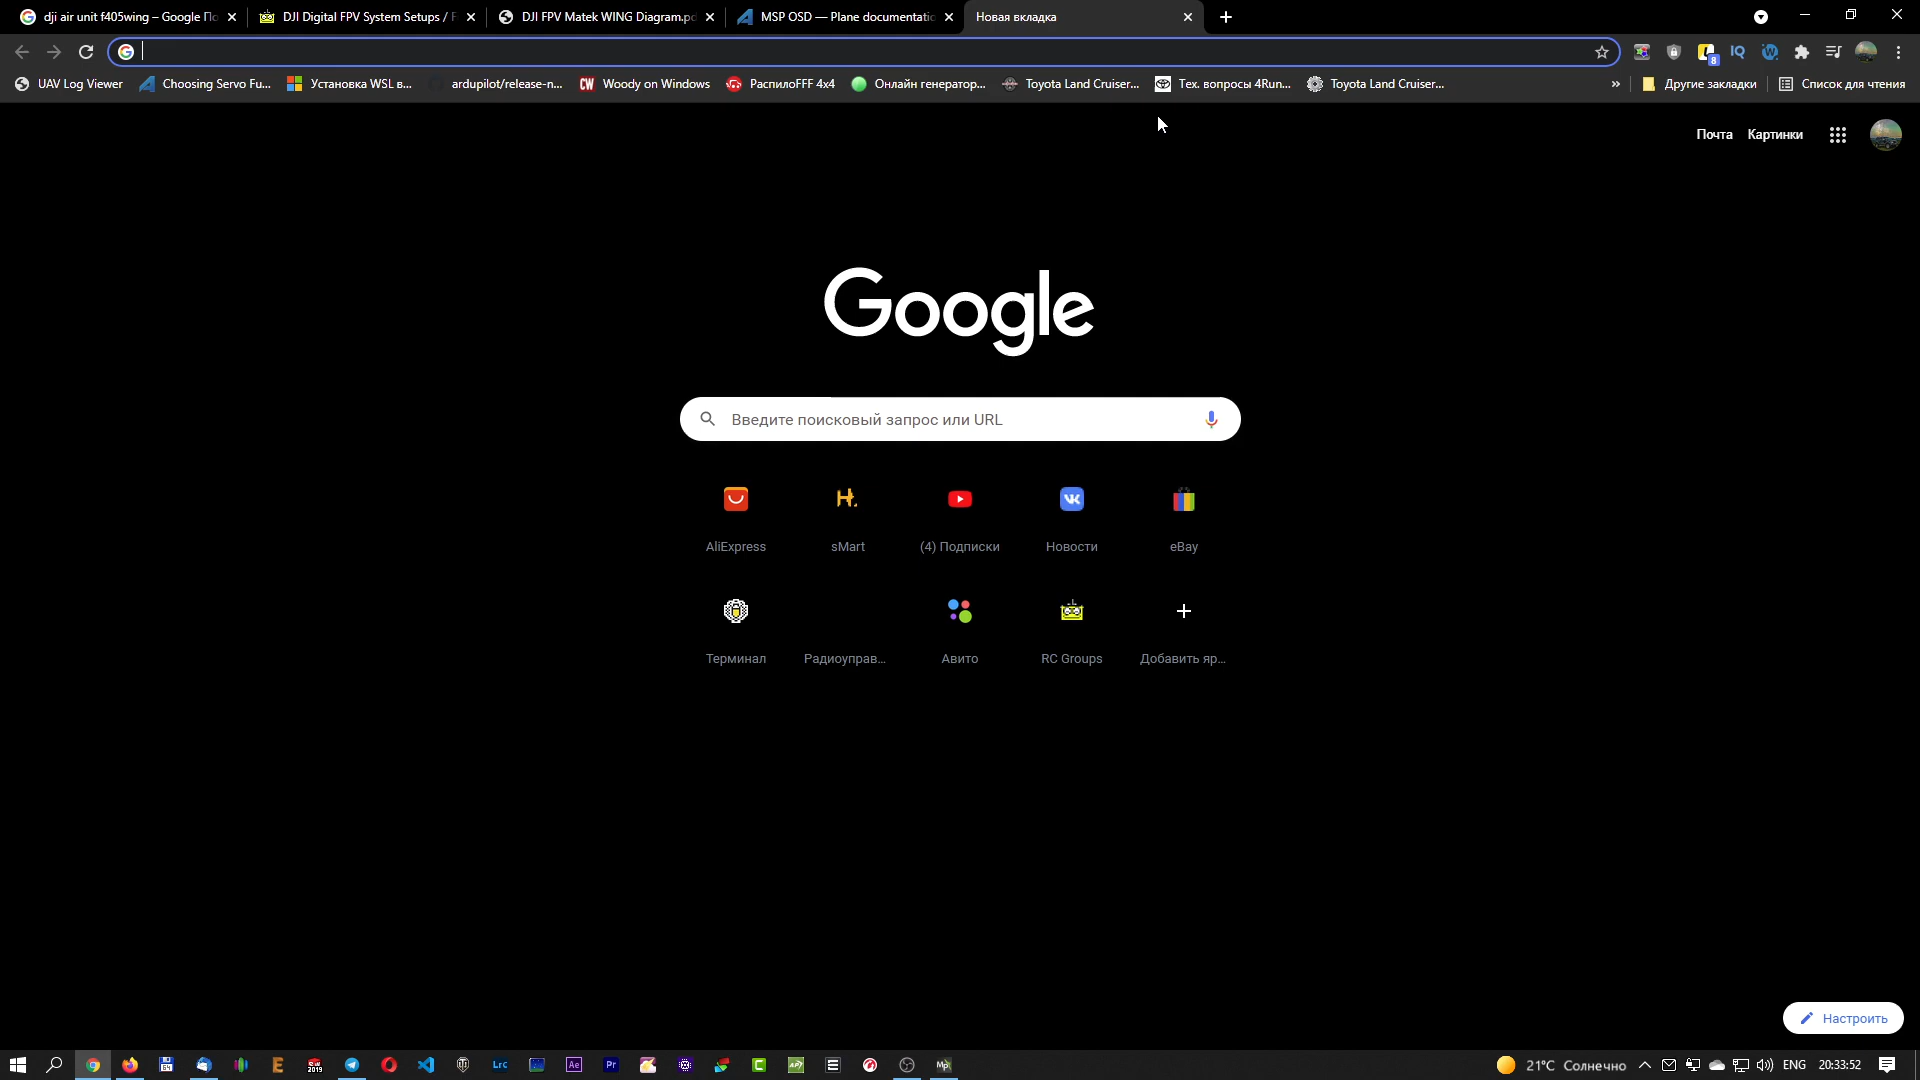 dji air unit f405wing – Google По
DJI Digital FPV System Setups / F
DJI FPV Matek WING Diagram.pd
MSP OSD — Plane documentatio
Новая вкладка
UAV Log Viewer
Choosing Servo Fu...
Установка WSL в...
ardupilot/release-n...
Woody on Windows
РаспилоFFF 4x4
Онлайн генератор...
Toyota Land Cruiser...
Тех. вопросы 4Run...
Toyota Land Cruiser...
»
Другие закладки
Список для чтения
Почта
Картинки
Google
Введите поисковый запрос или URL
AliExpress
sMart
(4) Подписки
Новости
eBay
Терминал
Радиоуправ...
Авито
RC Groups
Добавить яр...
Настроить
21°C Солнечно
ENG
20:33:52